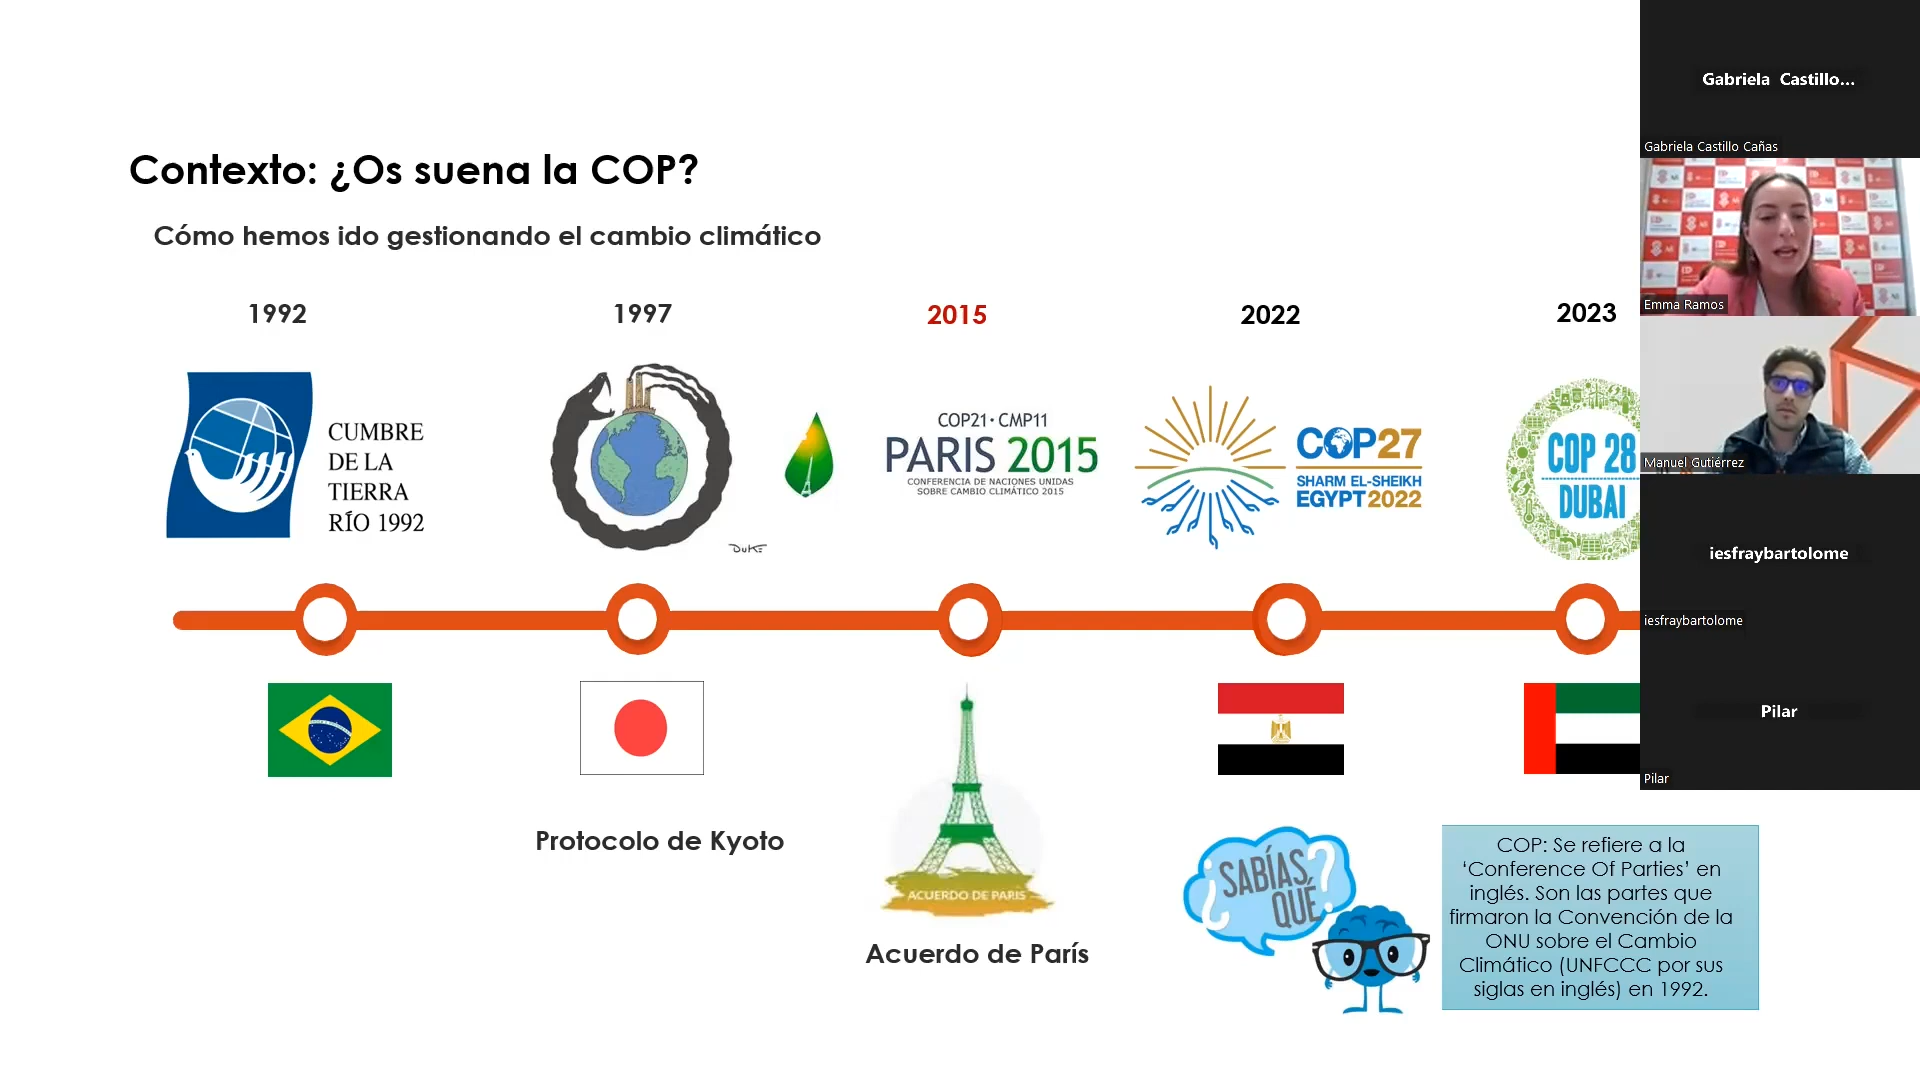 Contexto: ¿Os suena la COP?
Cómo hemos ido gestionando el cambio climático
1992
1997
2015
2022
2023
CUMBRE
DE LA
TIERRA
RÍO 1992
DUKE
COP21·CMP11
PARIS 2015
CONFERENCIA DE NACIONES UNIDAS
SOBRE CAMBIO CLIMÁTICO 2015
COP27
SHARM EL-SHEIKH
EGYPT2022
COP 28
DUBAI
Protocolo de Kyoto
ACUERDO DE PARIS
Acuerdo de París
¿SABÍAS
QUÉ?
COP: Se refiere a la
‘Conference Of Parties’ en
inglés. Son las partes que
firmaron la Convención de la
ONU sobre el Cambio
Climático (UNFCCC por sus
siglas en inglés) en 1992.
Gabriela Castillo...
Gabriela Castillo Cañas
Emma Ramos
Manuel Gutiérrez
iesfraybartolome
iesfraybartolome
Pilar
Pilar